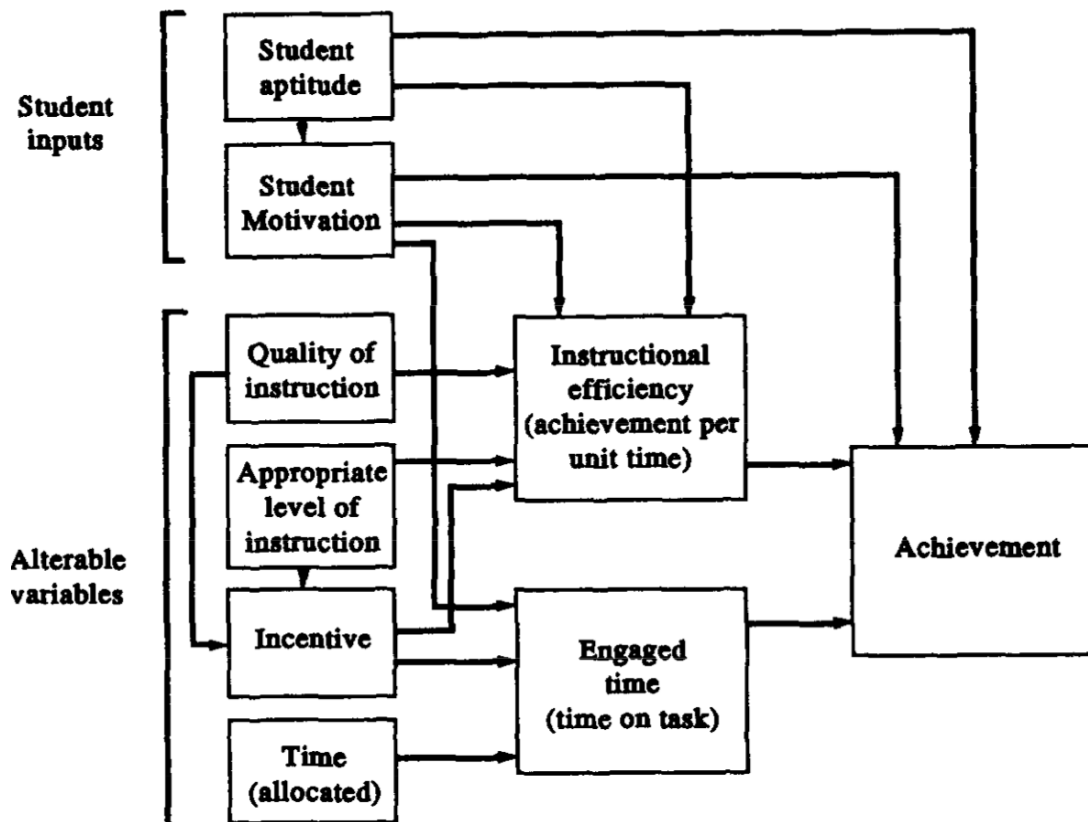 Student
inputs
Student
aptitude
Student
Motivation
Alterable
variables
Quality of
instruction
Appropriate
level of
instruction
Incentive
Time
(allocated)
Instructional
efficiency
(achievement per
unit time)
Engaged
time
(time on task)
Achievement